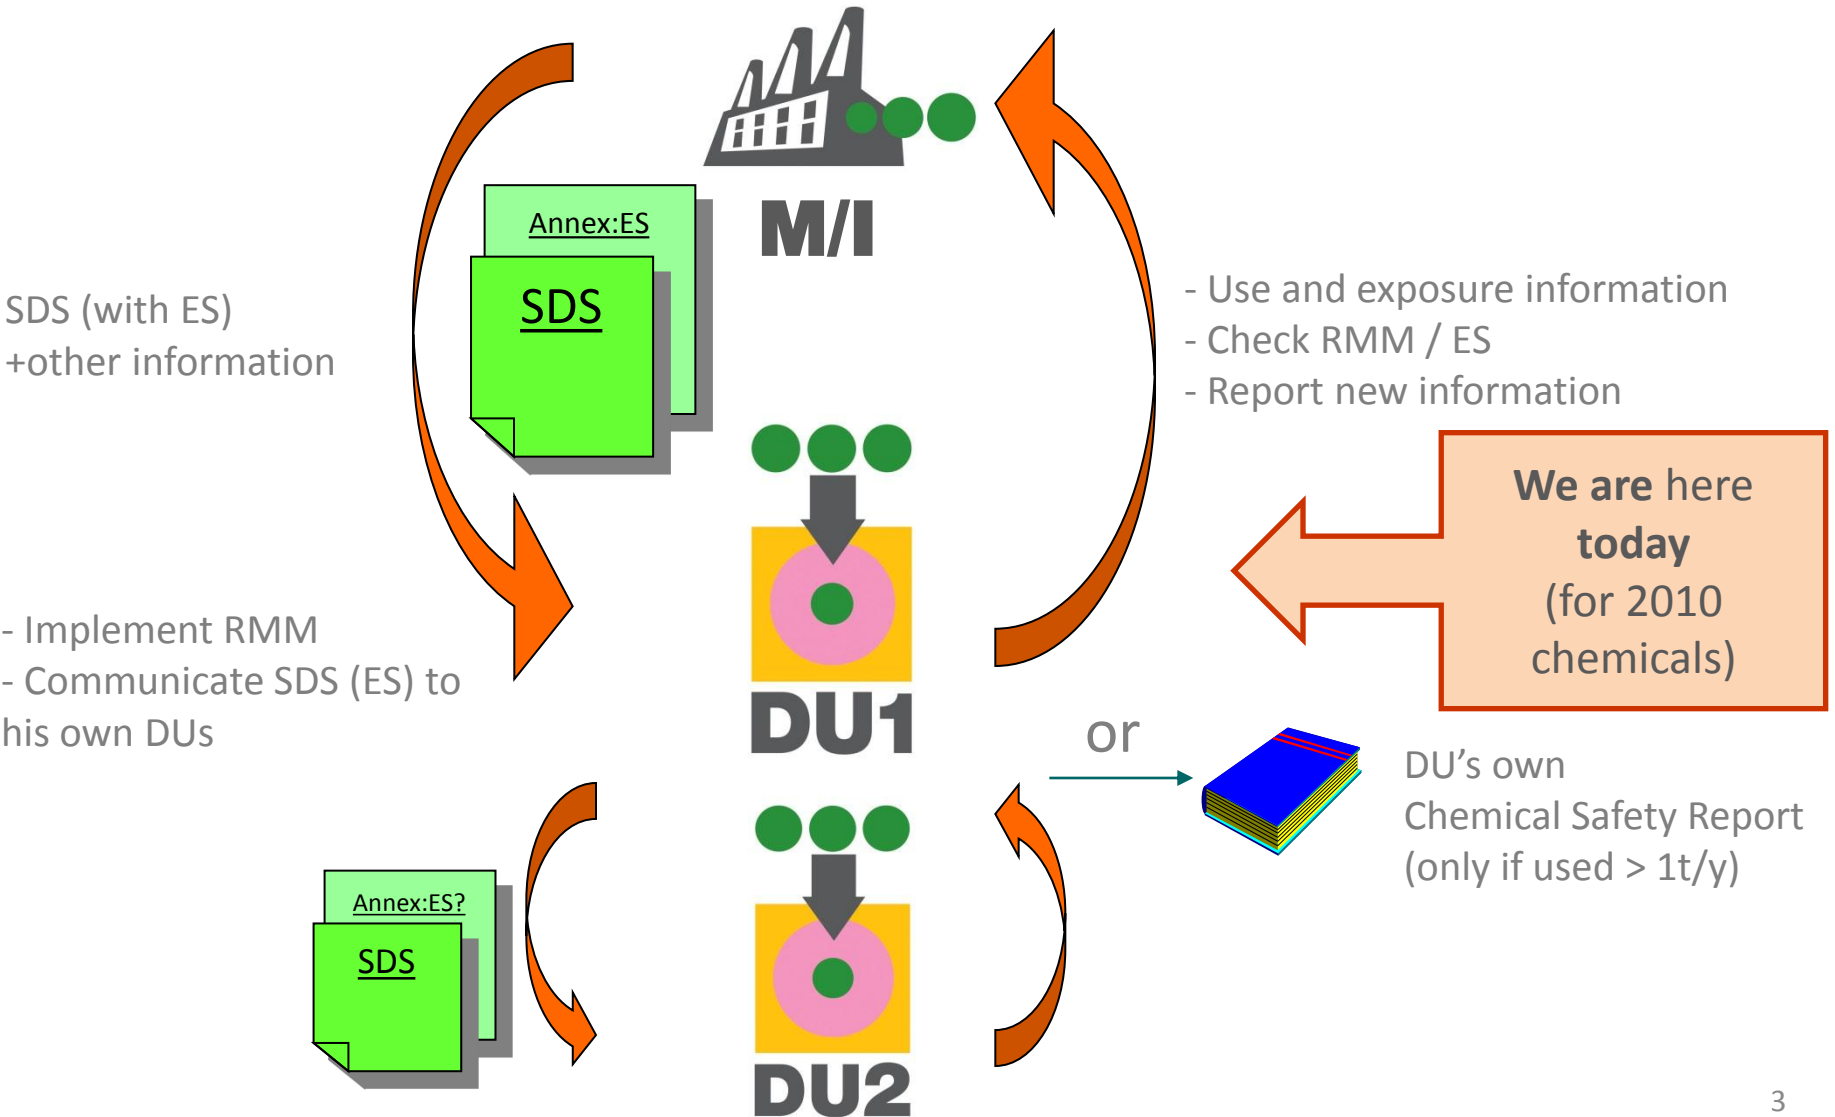 M/I
Annex:ES
SDS
SDS (with ES)
+other information
- Use and exposure information
- Check RMM / ES
- Report new information
We are here
today
(for 2010
chemicals)
- Implement RMM
- Communicate SDS (ES) to
his own DUs
DU1
or
DU’s own
Chemical Safety Report
(only if used > 1t/y)
Annex:ES?
SDS
DU2
3